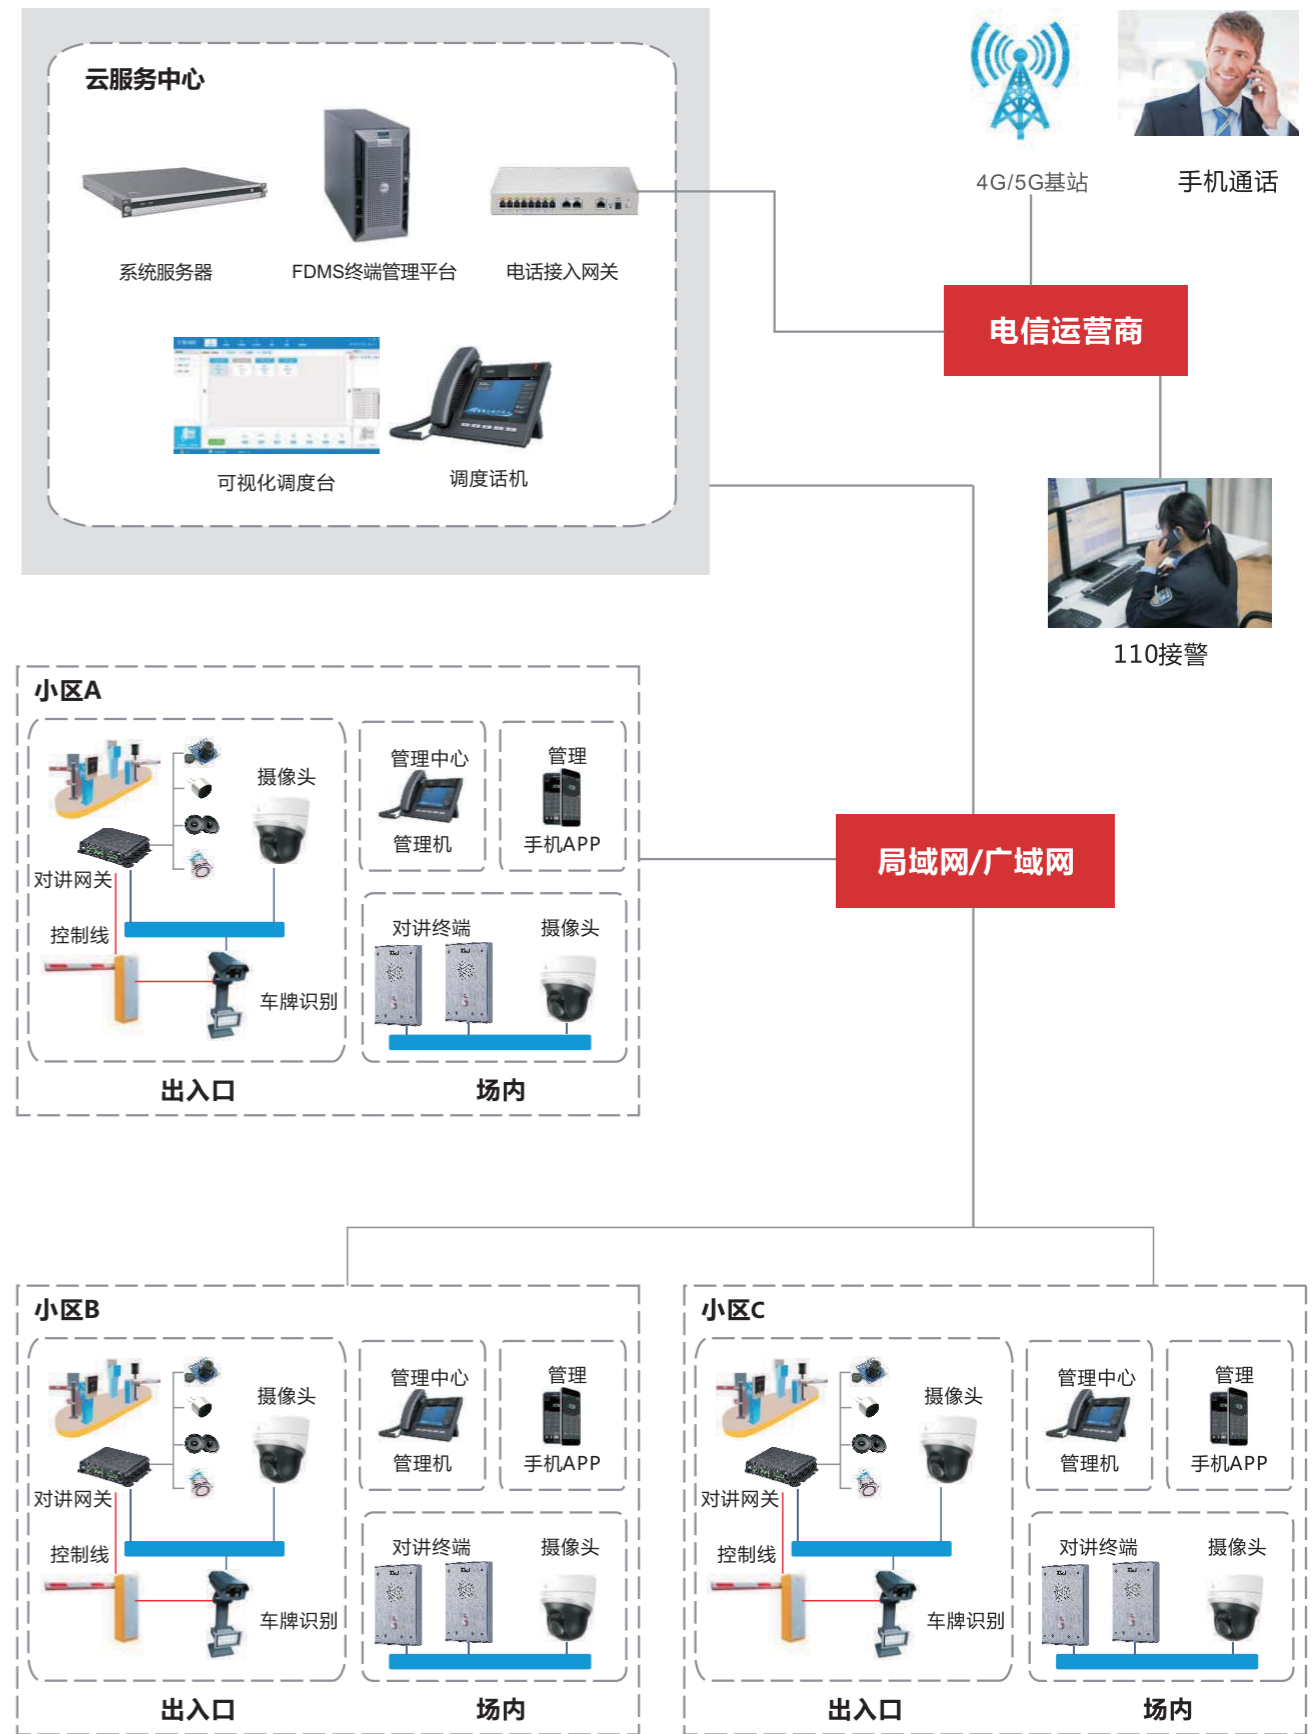 云服务中心
系统服务器
FDMS终端管理平台
电话接入网关
可视化调度台
调度话机
4G/5G基站
手机通话
电信运营商
110接警
局域网/广域网
小区A
摄像头
对讲网关
控制线
车牌识别
出入口
管理中心
管理机
管理
手机APP
对讲终端
摄像头
场内
小区B
摄像头
对讲网关
控制线
车牌识别
出入口
管理中心
管理机
管理
手机APP
对讲终端
摄像头
场内
小区C
摄像头
对讲网关
控制线
车牌识别
出入口
管理中心
管理机
管理
手机APP
对讲终端
摄像头
场内